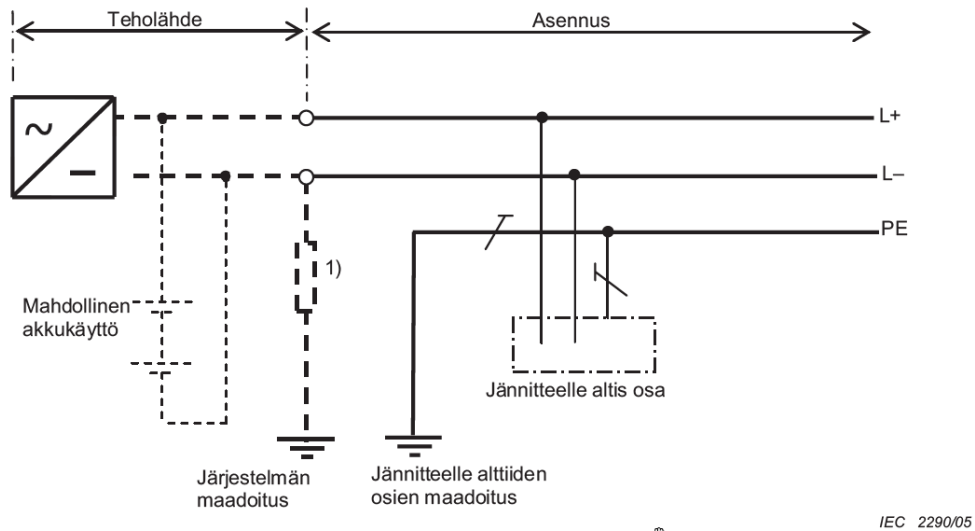 Teholähde
Asennus
L+
L–
PE
1)
Mahdollinen
akkukäyttö
Jännitteelle altis osa
Järjestelmän
maadoitus
Jännitteelle alttiiden
osien maadoitus
IEC 2290/05